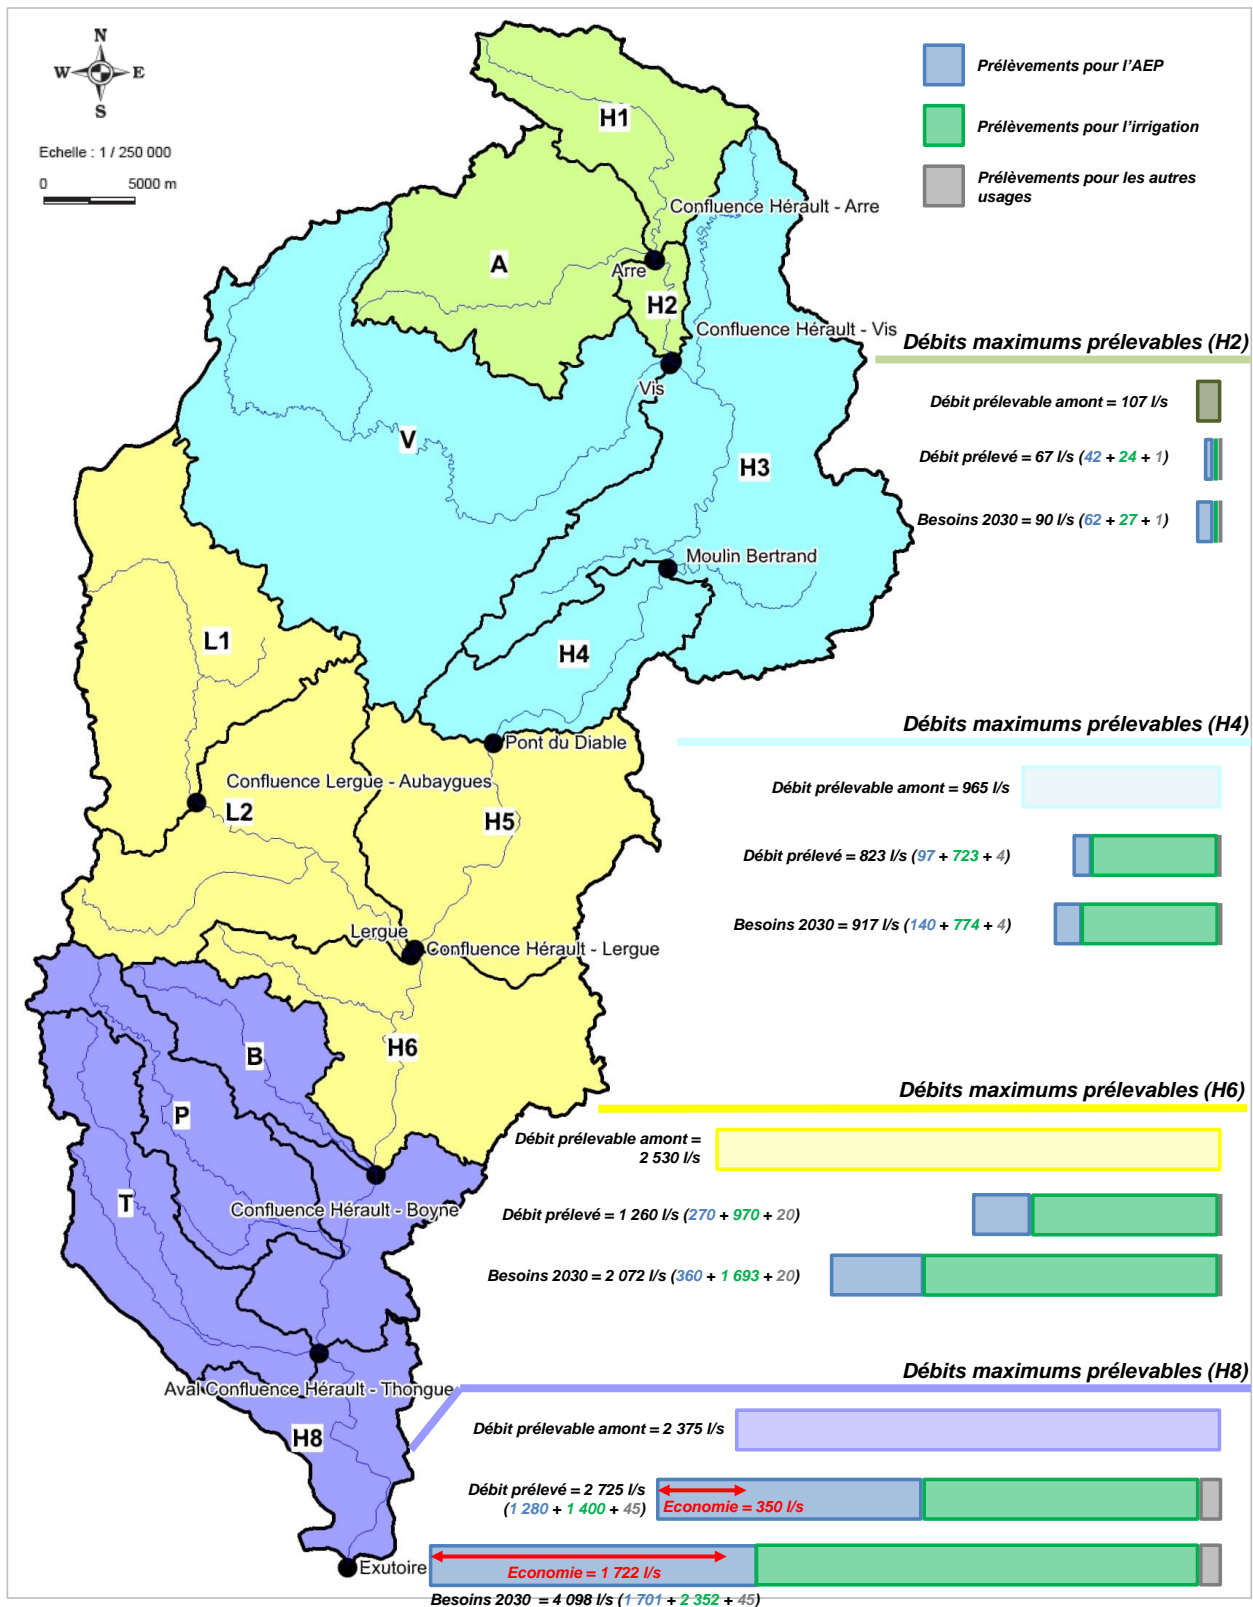 N
W E
S
Echelle : 1 / 250 000
0 5000 m
Prélèvements pour l'AEP
Prélèvements pour l'irrigation
Prélèvements pour les autres
usages
H1
Confluence Hérault - Arre
A
Arre
H2
Confluence Hérault - Vis
Vis
V
H3
Moulin Bertrand
L1
H4
Pont du Diable
Confluence Lergue - Aubaygues
L2
H5
Lergue
Confluence Hérault - Lergue
H6
B
P
T
Confluence Hérault - Boyne
Aval Confluence Hérault - Thongue
H8
Exutoire
Débits maximums prélevables (H2)
Débit prélevable amont = 107 l/s
Débit prélevé = 67 l/s (42 + 24 + 1)
Besoins 2030 = 90 l/s (62 + 27 + 1)
Débits maximums prélevables (H4)
Débit prélevable amont = 965 l/s
Débit prélevé = 823 l/s (97 + 723 + 4)
Besoins 2030 = 917 l/s (140 + 774 + 4)
Débits maximums prélevables (H6)
Débit prélevable amont =
2 530 l/s
Débit prélevé = 1 260 l/s (270 + 970 + 20)
Besoins 2030 = 2 072 l/s (360 + 1 693 + 20)
Débits maximums prélevables (H8)
Débit prélevable amont = 2 375 l/s
Débit prélevé = 2 725 l/s
(1 280 + 1 400 + 45)
Economie = 350 l/s
Economie = 1 722 l/s
Besoins 2030 = 4 098 l/s (1 701 + 2 352 + 45)